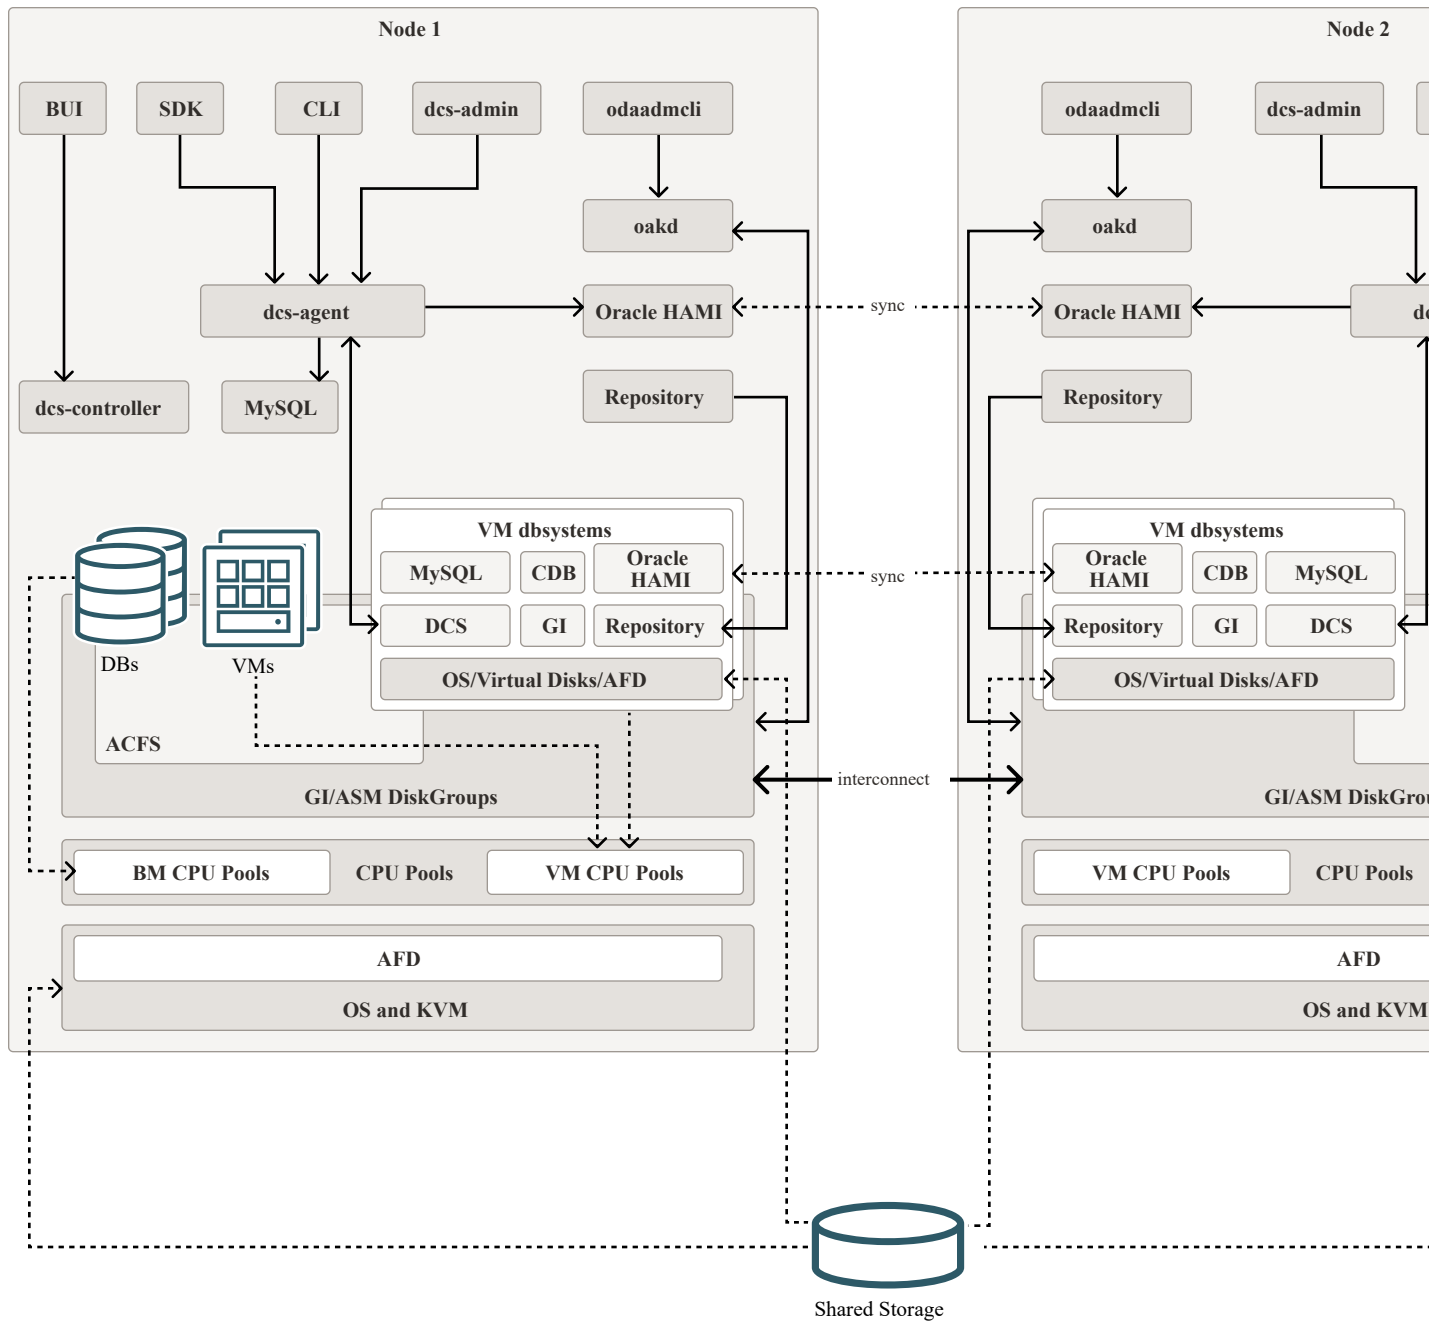 Node 1
BUI
SDK
CLI
dcs-admin
odaadmcli
oakd
dcs-agent
Oracle HAMI
dcs-controller
MySQL
Repository
VM dbsystems
MySQL
CDB
Oracle
HAMI
DCS
GI
Repository
OS/Virtual Disks/AFD
DBs
VMs
ACFS
GI/ASM DiskGroups
BM CPU Pools
CPU Pools
VM CPU Pools
AFD
OS and KVM
sync
sync
interconnect
Node 2
odaadmcli
dcs-admin
oakd
Oracle HAMI
Repository
VM dbsystems
Oracle
HAMI
CDB
MySQL
Repository
GI
DCS
OS/Virtual Disks/AFD
VM CPU Pools
CPU Pools
AFD
OS and KVM
Shared Storage